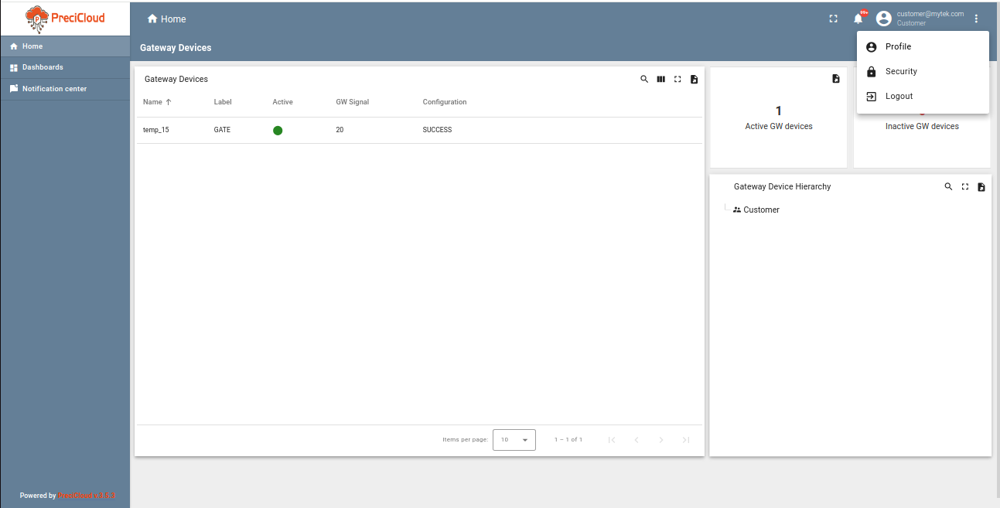 PreciCloud
Home
99+
customer@mytek.com
Customer
Home
Dashboards
Notification center
Gateway Devices
Profile
Security
Logout
Gateway Devices
Name Label Active GW Signal Configuration
temp_15 GATE 20 SUCCESS
1
Active GW devices
Inactive GW devices
Gateway Device Hierarchy
Customer
Items per page: 10 1 – 1 of 1
Powered by PreciCloud